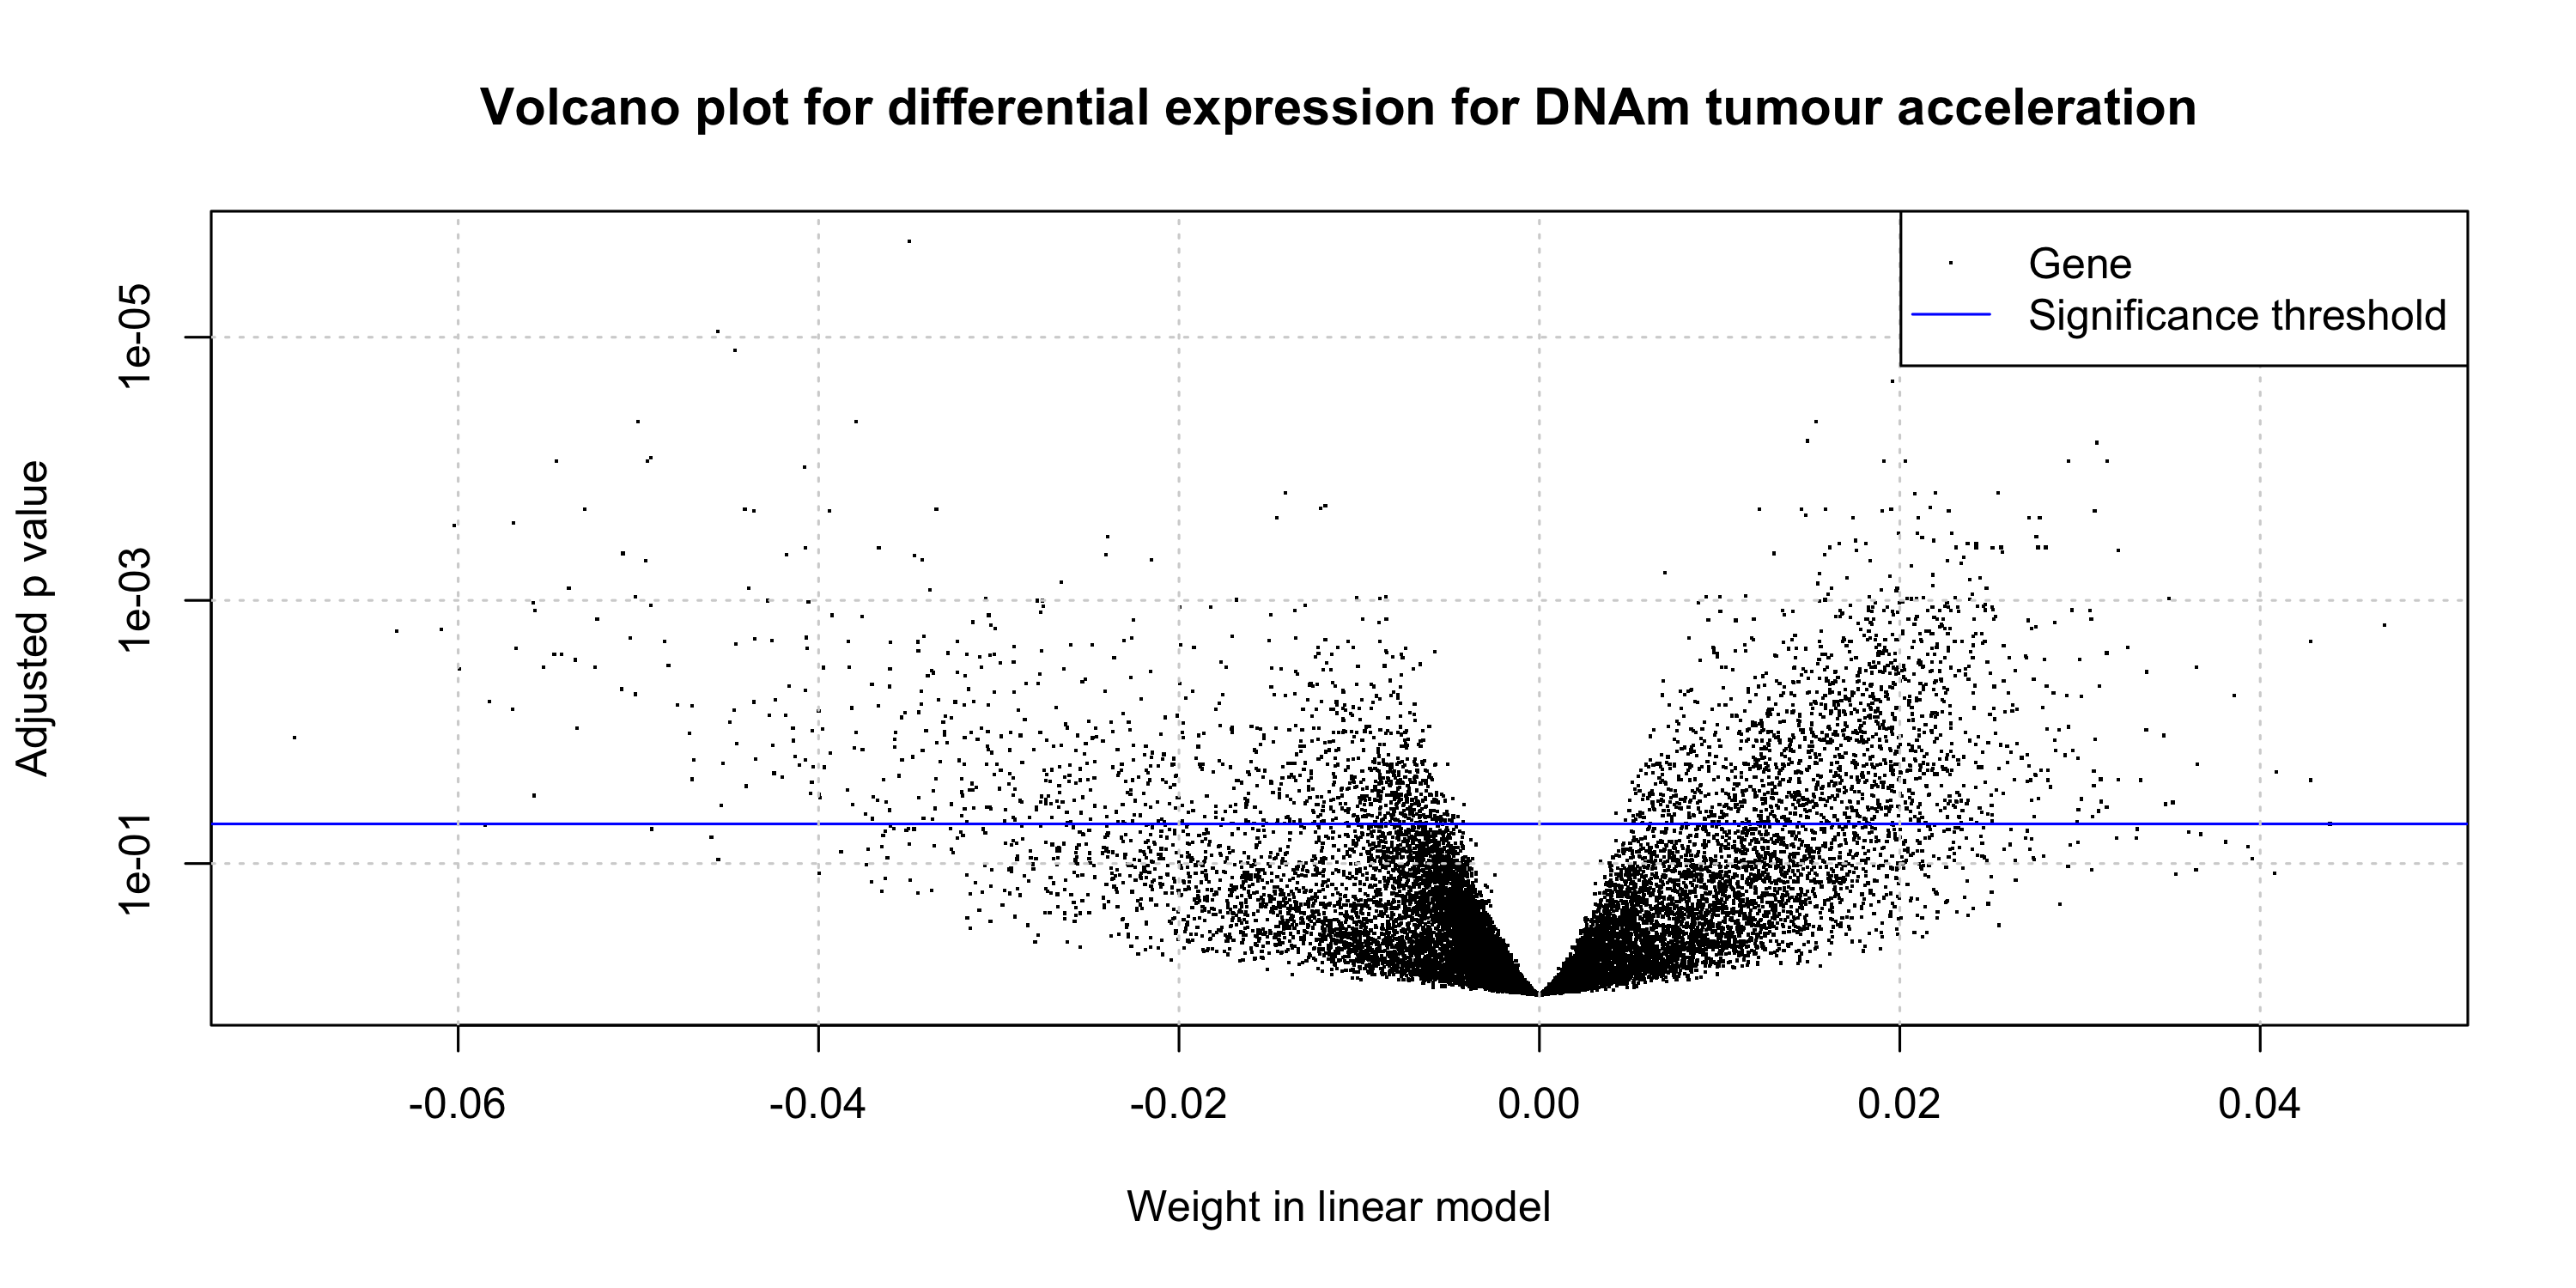 Volcano plot for differential expression for DNAm tumour acceleration
Gene
Significance threshold
Adjusted p value
1e-05
1e-03
1e-01
-0.06
-0.04
-0.02
0.00
0.02
0.04
Weight in linear model